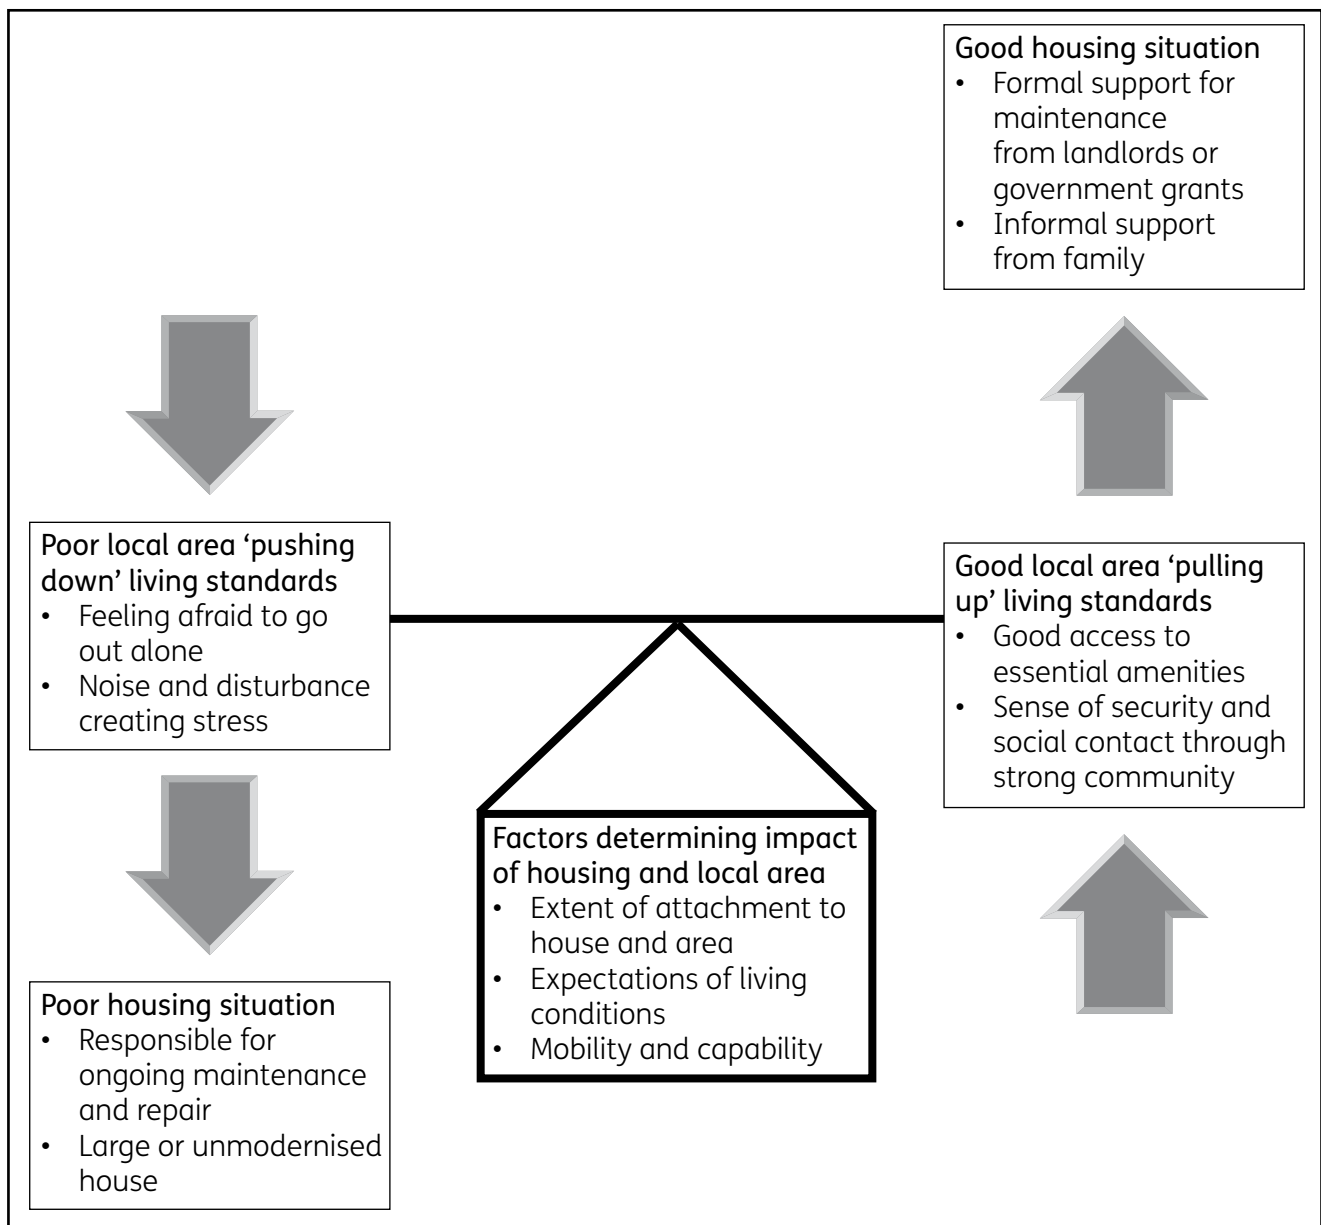 Good housing situation
• Formal support for
maintenance
from landlords or
government grants
• Informal support
from family
Poor local area ‘pushing
down’ living standards
• Feeling afraid to go
out alone
• Noise and disturbance
creating stress
Good local area ‘pulling
up’ living standards
• Good access to
essential amenities
• Sense of security and
social contact through
strong community
Factors determining impact
of housing and local area
• Extent of attachment to
house and area
• Expectations of living
conditions
• Mobility and capability
Poor housing situation
• Responsible for
ongoing maintenance
and repair
• Large or unmodernised
house